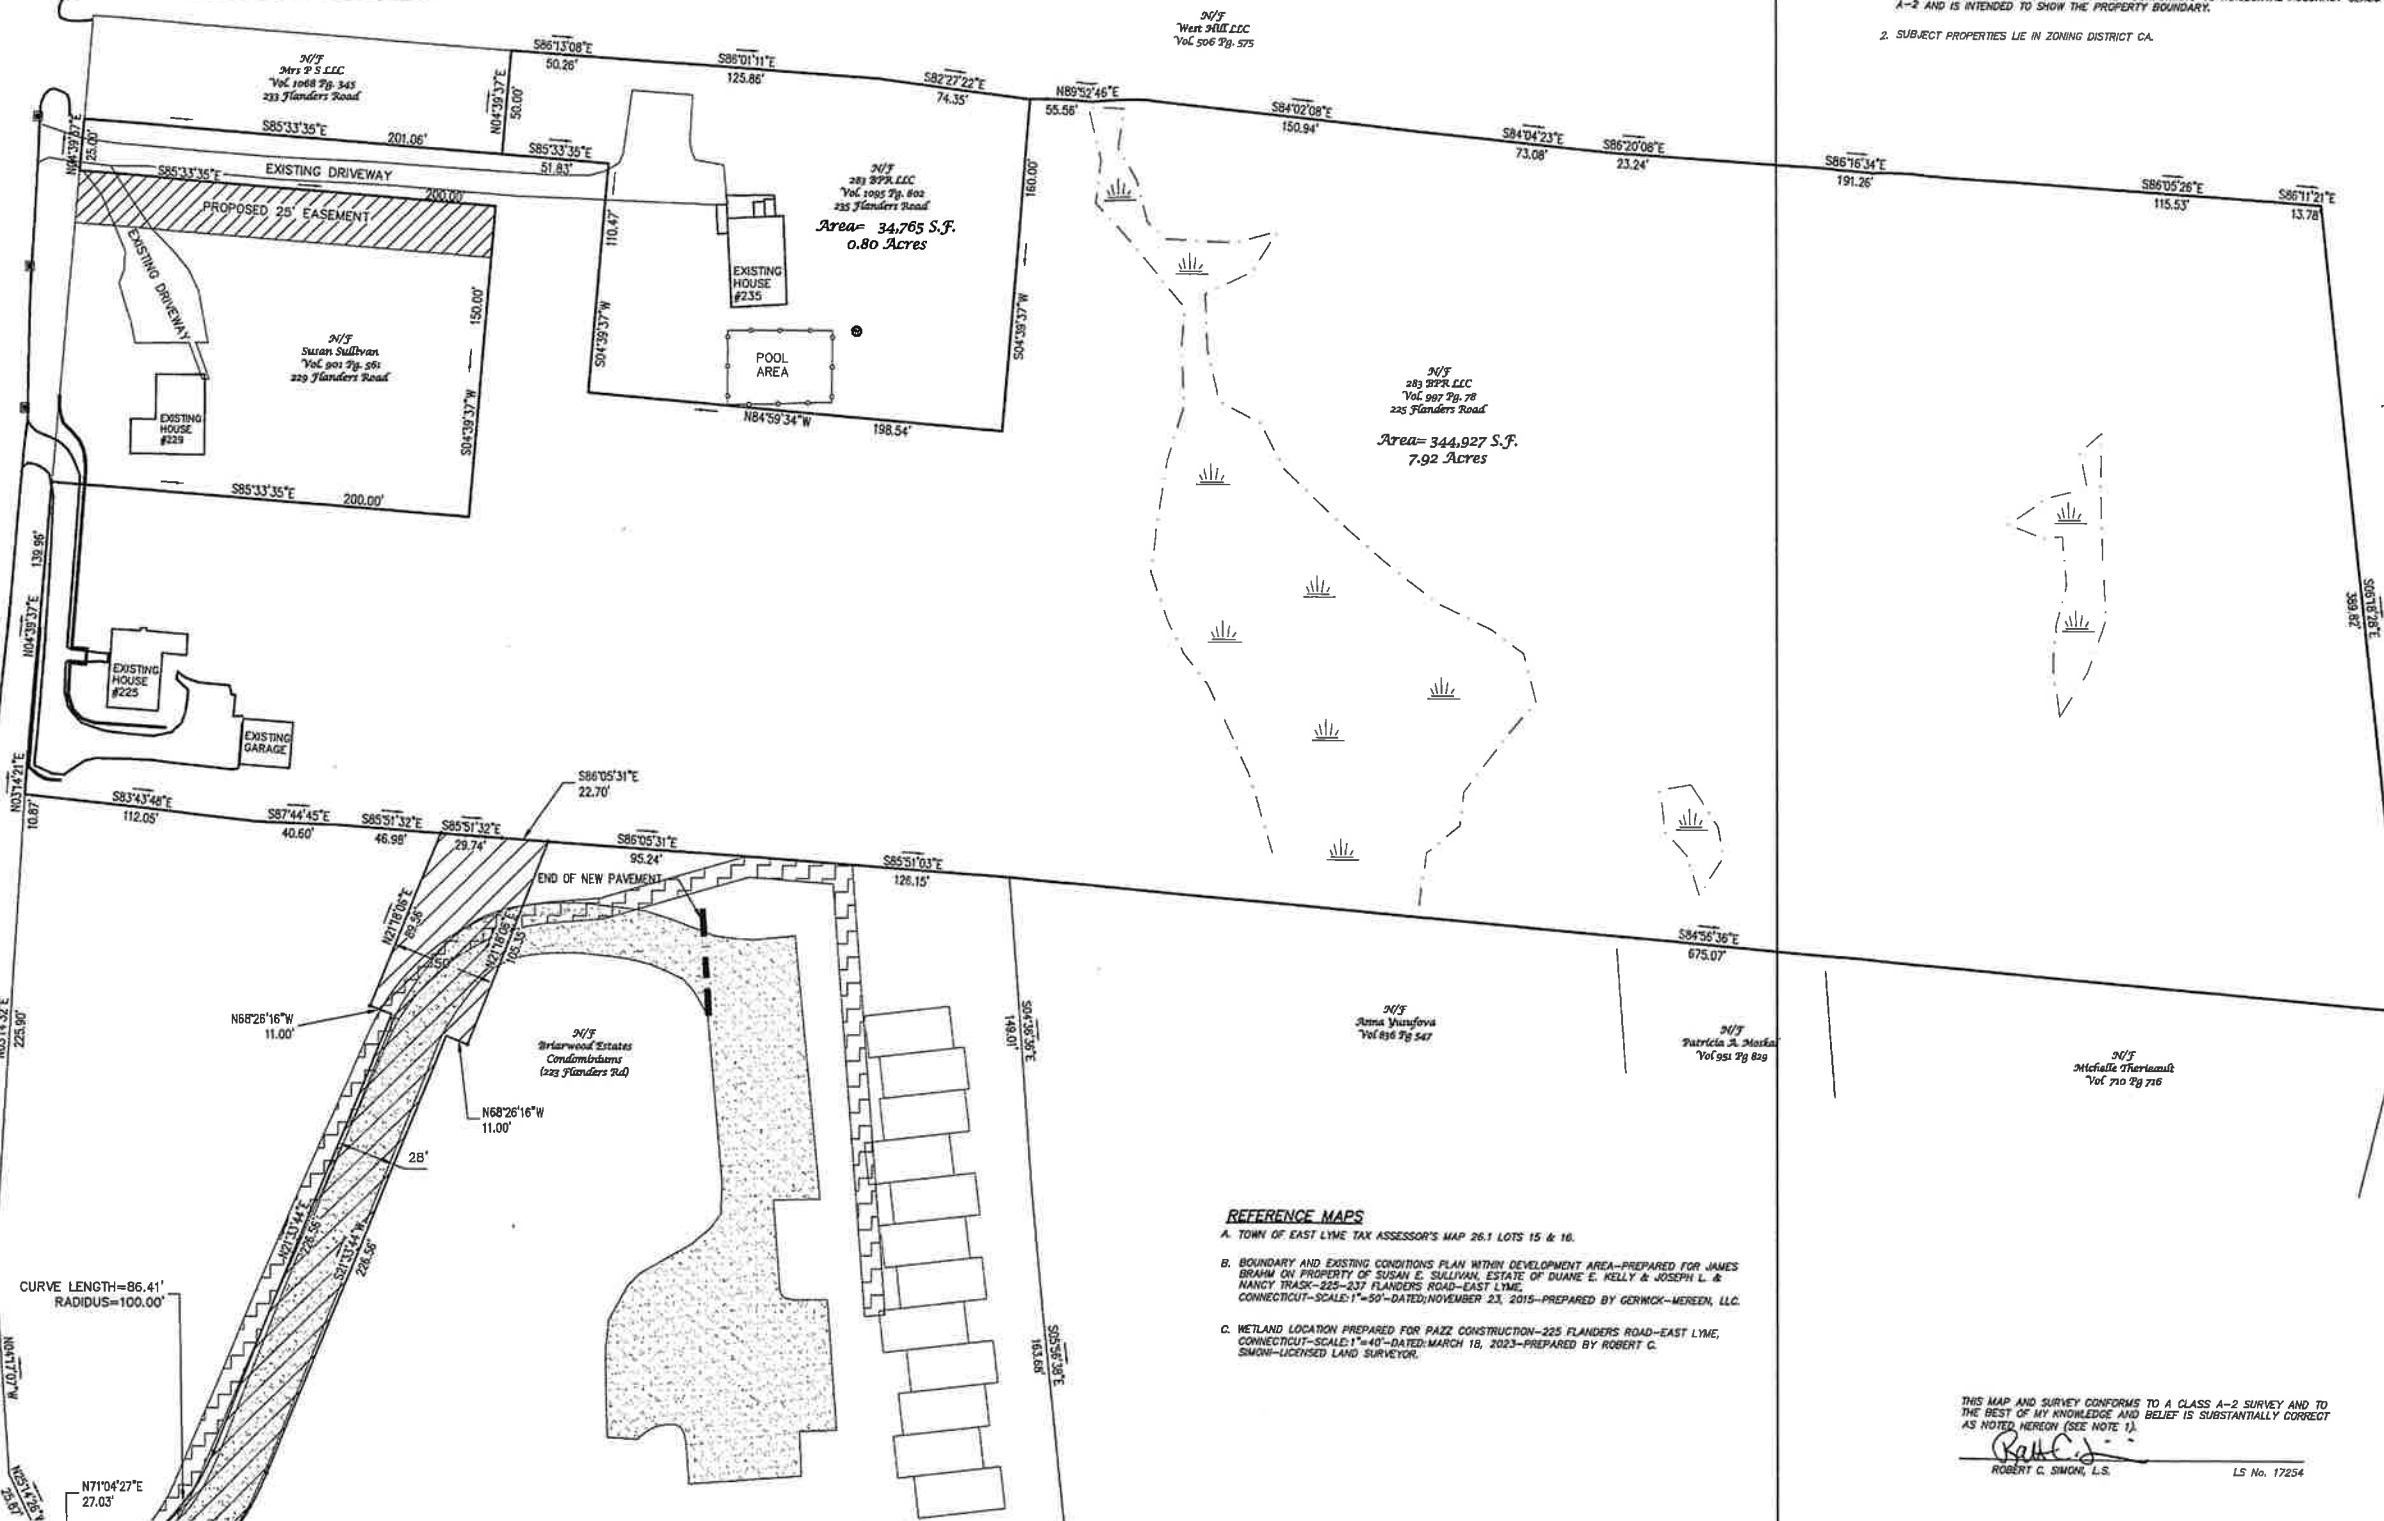 A-2 AND IS INTENDED TO SHOW THE PROPERTY BOUNDARY.
2. SUBJECT PROPERTIES LIE IN ZONING DISTRICT CA.
N/F
West Hill LLC
Vol. 506 Pg. 575
N/F
Mrs P S LLC
Vol. 1068 Pg. 345
233 Flanders Road
S86°13'08"E
50.26'
S86°01'11"E
125.86'
S82°27'22"E
74.35'
N89°52'46"E
55.56'
S84°02'08"E
150.94'
S84°04'23"E
73.08'
S86°20'08"E
23.24'
S86°16'34"E
191.26'
S86°05'26"E
115.53'
S86°11'21"E
13.78'
N04°39'37"E
50.00'
N04°39'37"E
25.00'
S85°33'35"E
201.06'
S85°33'35"E
51.83'
EXISTING DRIVEWAY
S85°33'35"E
200.00'
PROPOSED 25' EASEMENT
EXISTING DRIVEWAY
N/F
283 BPR LLC
Vol. 1095 Pg. 602
235 Flanders Road
Area= 34,765 S.F.
0.80 Acres
160.00'
S04°39'37"W
110.47'
S04°39'37"W
EXISTING
HOUSE
#235
POOL
AREA
N84°59'34"W
198.54'
N/F
Susan Sullivan
Vol. 901 Pg. 561
229 Flanders Road
150.00'
S04°39'37"W
EXISTING
HOUSE
#229
S85°33'35"E
200.00'
N/F
283 BPR LLC
Vol. 997 Pg. 78
225 Flanders Road
Area= 344,927 S.F.
7.92 Acres
S06°18'28"E
389.82'
139.96'
N04°39'37"E
EXISTING
HOUSE
#225
EXISTING
GARAGE
N03°14'21"E
10.87'
S83°43'48"E
112.05'
S87°44'45"E
40.60'
S85°51'32"E
46.98'
S85°51'32"E
29.74'
S86°05'31"E
22.70'
S86°05'31"E
95.24'
S85°51'03"E
126.15'
S84°56'36"E
675.07'
END OF NEW PAVEMENT
N21°18'06"E
89.56'
N21°18'06"E
105.35'
50'
N68°26'16"W
11.00'
N68°26'16"W
11.00'
28'
N/F
Briarwood Estates
Condominiums
(223 Flanders Rd)
S04°36'36"E
149.01'
N/F
Anna Yusufova
Vol 836 Pg 547
N/F
Patricia A. Moskal
Vol 951 Pg 829
N/F
Michelle Theriault
Vol 710 Pg 716
225.90'
N21°33'44"E
226.56'
S21°33'44"W
226.56'
CURVE LENGTH=86.41'
RADIDUS=100.00'
S05°56'38"E
163.68'
N04°17'07"W
N25°14'26"W
25.87'
N71°04'27"E
27.03'
REFERENCE MAPS
A. TOWN OF EAST LYME TAX ASSESSOR'S MAP 26.1 LOTS 15 & 16.
B. BOUNDARY AND EXISTING CONDITIONS PLAN WITHIN DEVELOPMENT AREA-PREPARED FOR JAMES
BRAHM ON PROPERTY OF SUSAN E. SULLIVAN, ESTATE OF DUANE E. KELLY & JOSEPH L. &
NANCY TRASK-225-237 FLANDERS ROAD-EAST LYME,
CONNECTICUT-SCALE:1"=50'-DATED;NOVEMBER 23, 2015-PREPARED BY GERWICK-MEREEN, LLC.
C. WETLAND LOCATION PREPARED FOR PAZZ CONSTRUCTION-225 FLANDERS ROAD-EAST LYME,
CONNECTICUT-SCALE:1"=40'-DATED:MARCH 18, 2023-PREPARED BY ROBERT C.
SIMONI-LICENSED LAND SURVEYOR.
THIS MAP AND SURVEY CONFORMS TO A CLASS A-2 SURVEY AND TO
THE BEST OF MY KNOWLEDGE AND BELIEF IS SUBSTANTIALLY CORRECT
AS NOTED HEREON (SEE NOTE 1).
ROBERT C. SIMONI, L.S.
LS No. 17254